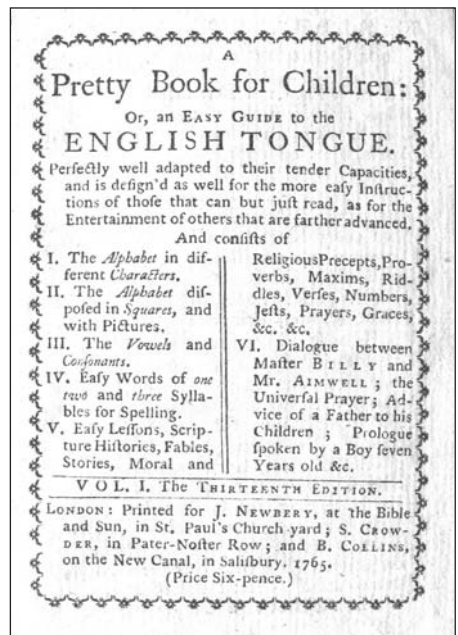 A
Pretty Book for Children:
Or, an EASY GUIDE to the
ENGLISH TONGUE.
Perfectly well adapted to their tender Capacities,
and is deſign'd as well for the more eaſy Inſtruc-
tions of thoſe that can but juſt read, as for the
Entertainment of others that are farther advanced.
And conſiſts of
I. The Alphabet in dif-
ferent Characters.
II. The Alphabet diſ-
poſed in Squares, and
with Pictures.
III. The Vowels and
Conſonants.
IV. Eaſy Words of one
two and three Sylla-
bles for Spelling.
V. Eaſy Leſſons, Scrip-
ture Hiſtories, Fables,
Stories, Moral and
Religious Precepts, Pro-
verbs, Maxims, Rid-
dles, Verſes, Numbers,
Jeſts, Prayers, Graces,
&c. &c.
VI. Dialogue between
Maſter BILLY and
Mr. AIMWELL; the
Univerſal Prayer; Ad-
vice of a Father to his
Children; Prologue
ſpoken by a Boy ſeven
Years old &c.
VOL. I. The THIRTEENTH EDITION.
LONDON: Printed for J. NEWBERY, at the Bible
and Sun, in St. Paul's Church-yard; S. CROW-
DER, in Pater-Noſter Row; and B. COLLINS,
on the New Canal, in Saliſbury. 1765.
(Price Six-pence.)